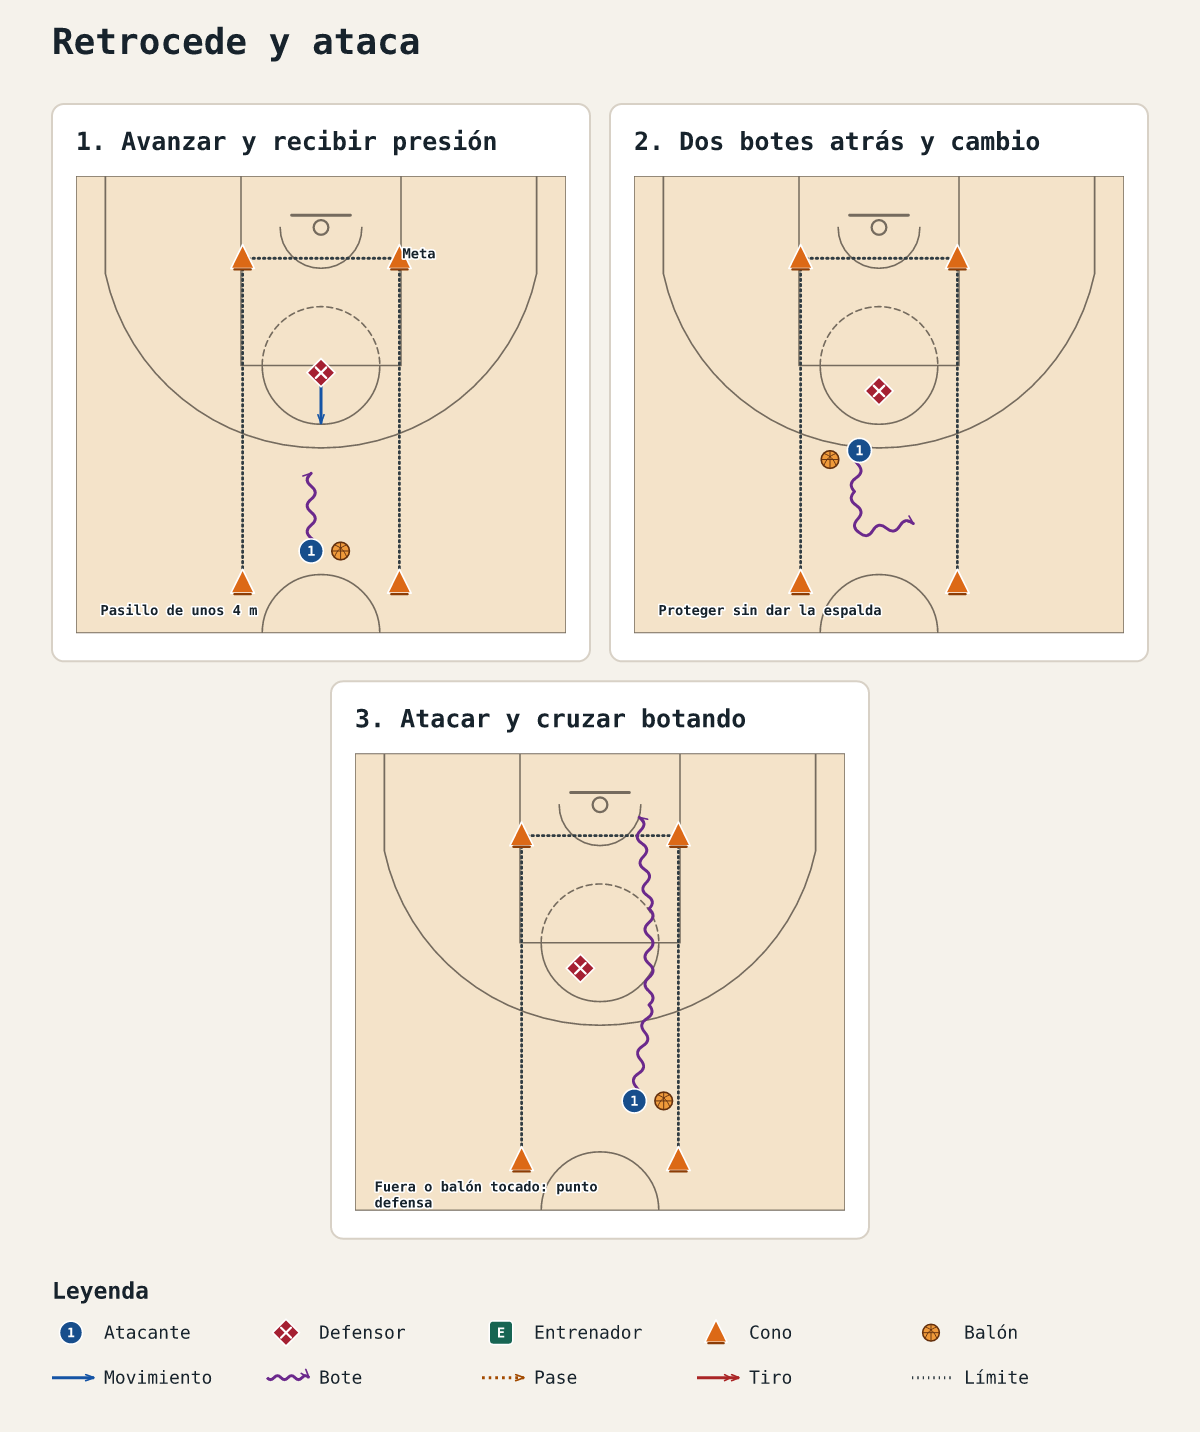 Retrocede y ataca
1. Avanzar y recibir presión
Meta
1
Pasillo de unos 4 m
2. Dos botes atrás y cambio
1
Proteger sin dar la espalda
3. Atacar y cruzar botando
1
Fuera o balón tocado: punto
defensa
Leyenda
1 Atacante
Defensor
E Entrenador
Cono
Balón
Movimiento
Bote
Pase
Tiro
Límite